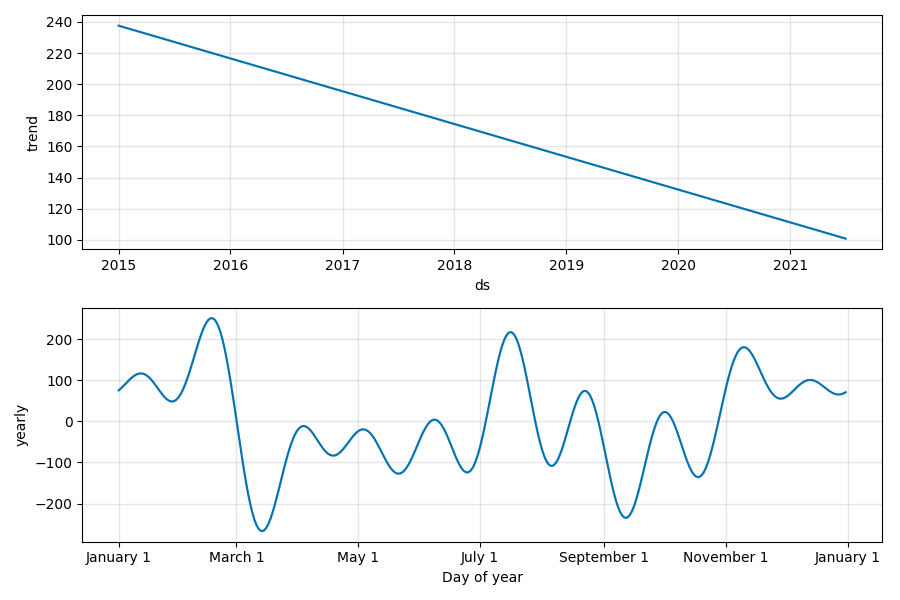 240
220
200
180
160
140
120
100
trend
2015 2016 2017 2018 2019 2020 2021
ds
200
100
0
−100
−200
yearly
January 1 March 1 May 1 July 1 September 1 November 1 January 1
Day of year